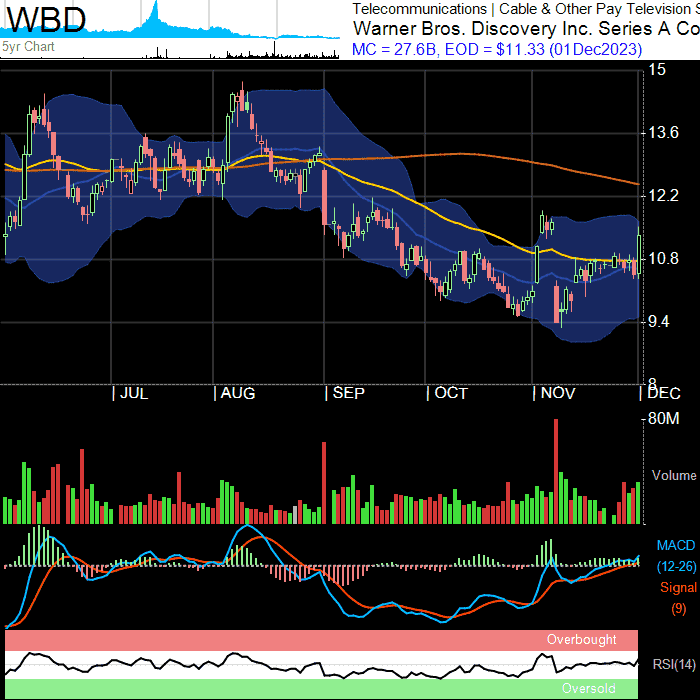 WBD
5yr Chart
Telecommunications | Cable & Other Pay Television S
Warner Bros. Discovery Inc. Series A Co
MC = 27.6B, EOD = $11.33 (01Dec2023)
15
13.6
12.2
10.8
9.4
8
| JUL | AUG | SEP | OCT | NOV | DEC
80M
Volume
MACD
(12-26)
Signal
(9)
Overbought
RSI(14)
Oversold